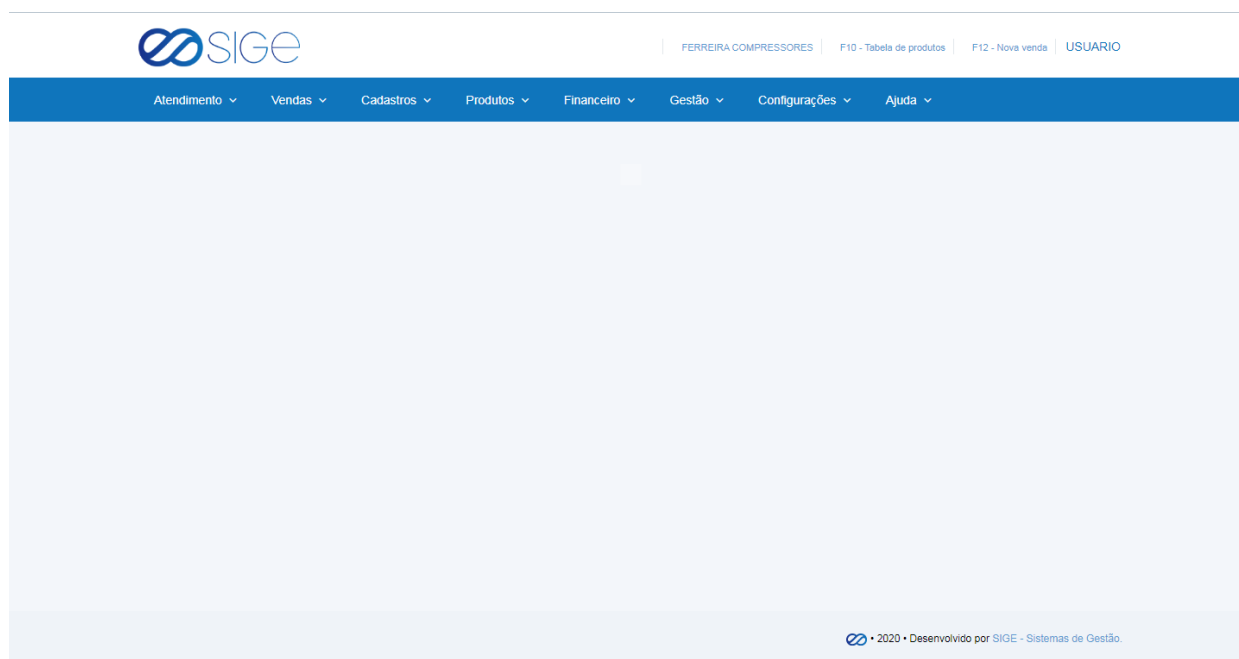 SIGE
FERREIRA COMPRESSORES F10 - Tabela de produtos F12 - Nova venda USUARIO
Atendimento Vendas Cadastros Produtos Financeiro Gestão Configurações Ajuda
• 2020 • Desenvolvido por SIGE - Sistemas de Gestão.